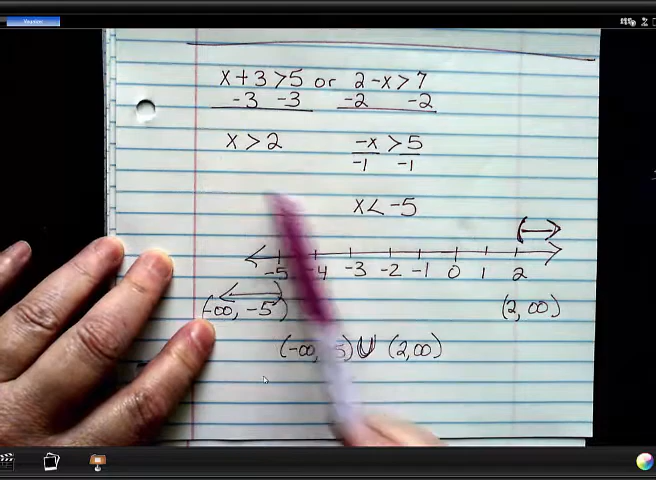 x+3>5 or 2-x>7
-3 -3 -2 -2
x>2 -x>5
-1 -1
x<-5
-5 -4 -3 -2 -1 0 1 2
(-∞, -5) (2, ∞)
(-∞, 5) ∪ (2,∞)